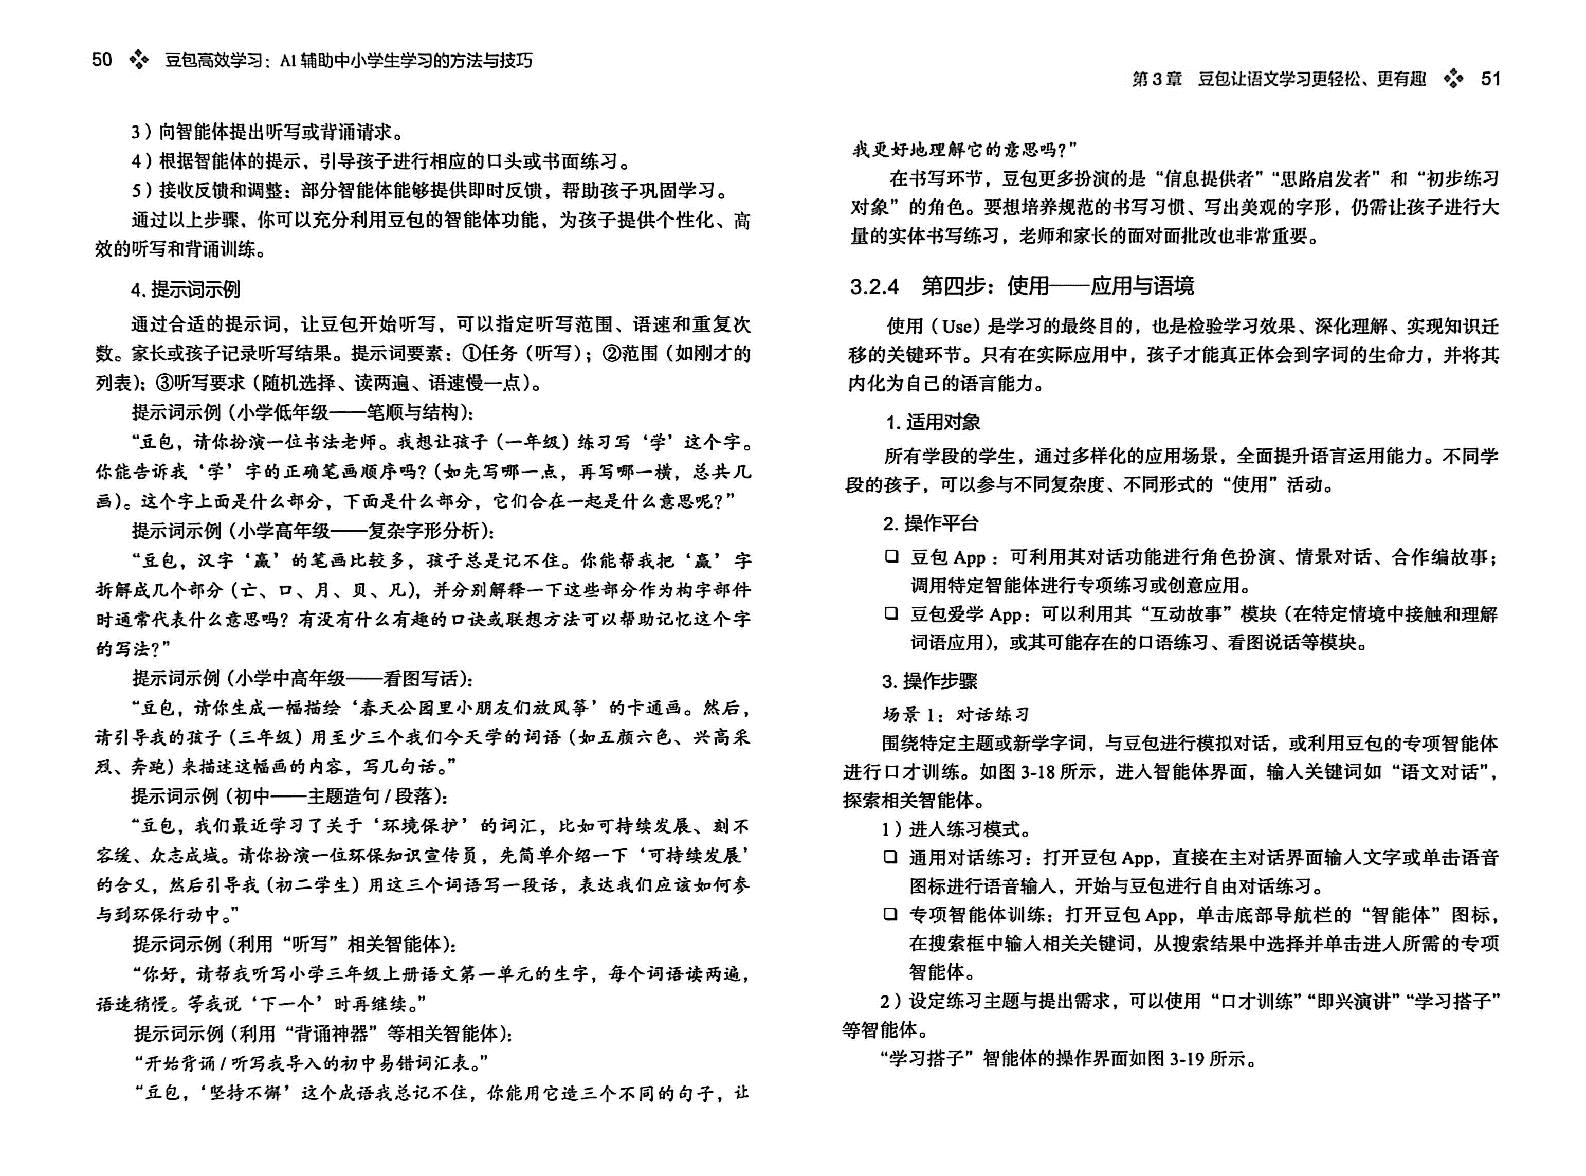 50 豆包高效学习：AI 辅助中小学生学习的方法与技巧
3）向智能体提出听写或背诵请求。
4）根据智能体的提示，引导孩子进行相应的口头或书面练习。
5）接收反馈和调整：部分智能体能够提供即时反馈，帮助孩子巩固学习。
通过以上步骤，你可以充分利用豆包的智能体功能，为孩子提供个性化、高
效的听写和背诵训练。
4. 提示词示例
通过合适的提示词，让豆包开始听写，可以指定听写范围、语速和重复次
数。家长或孩子记录听写结果。提示词要素：①任务（听写）；②范围（如刚才的
列表）；③听写要求（随机选择、读两遍、语速慢一点）。
提示词示例（小学低年级——笔顺与结构）：
“豆包，请你扮演一位书法老师。我想让孩子（一年级）练习写‘学’这个字。
你能告诉我‘学’字的正确笔画顺序吗？（如先写哪一点，再写哪一横，总共几
画）。这个字上面是什么部分，下面是什么部分，它们合在一起是什么意思呢？”
提示词示例（小学高年级——复杂字形分析）：
“豆包，汉字‘赢’的笔画比较多，孩子总是记不住。你能帮我把‘赢’字
拆解成几个部分（亡、口、月、贝、凡），并分别解释一下这些部分作为构字部件
时通常代表什么意思吗？有没有什么有趣的口诀或联想方法可以帮助记忆这个字
的写法？”
提示词示例（小学中高年级——看图写话）：
“豆包，请你生成一幅描绘‘春天公园里小朋友们放风筝’的卡通画。然后，
请引导我的孩子（三年级）用至少三个我们今天学的词语（如五颜六色、兴高采
烈、奔跑）来描述这幅画的内容，写几句话。”
提示词示例（初中——主题造句 / 段落）：
“豆包，我们最近学习了关于‘环境保护’的词汇，比如可持续发展、刻不
容缓、众志成城。请你扮演一位环保知识宣传员，先简单介绍一下‘可持续发展’
的含义，然后引导我（初二学生）用这三个词语写一段话，表达我们应该如何参
与到环保行动中。”
提示词示例（利用“听写”相关智能体）：
“你好，请帮我听写小学三年级上册语文第一单元的生字，每个词语读两遍，
语速稍慢。等我说‘下一个’时再继续。”
提示词示例（利用“背诵神器”等相关智能体）：
“开始背诵 / 听写我导入的初中易错词汇表。”
“豆包，‘坚持不懈’这个成语我总记不住，你能用它造三个不同的句子，让
第 3 章 豆包让语文学习更轻松、更有趣 51
我更好地理解它的意思吗？”
在书写环节，豆包更多扮演的是“信息提供者”“思路启发者”和“初步练习
对象”的角色。要想培养规范的书写习惯、写出美观的字形，仍需让孩子进行大
量的实体书写练习，老师和家长的面对面批改也非常重要。
3.2.4 第四步：使用——应用与语境
使用（Use）是学习的最终目的，也是检验学习效果、深化理解、实现知识迁
移的关键环节。只有在实际应用中，孩子才能真正体会到字词的生命力，并将其
内化为自己的语言能力。
1. 适用对象
所有学段的学生，通过多样化的应用场景，全面提升语言运用能力。不同学
段的孩子，可以参与不同复杂度、不同形式的“使用”活动。
2. 操作平台
❏ 豆包 App：可利用其对话功能进行角色扮演、情景对话、合作编故事；
调用特定智能体进行专项练习或创意应用。
❏ 豆包爱学 App：可以利用其“互动故事”模块（在特定情境中接触和理解
词语应用），或其可能存在的口语练习、看图说话等模块。
3. 操作步骤
场景 1：对话练习
围绕特定主题或新学字词，与豆包进行模拟对话，或利用豆包的专项智能体
进行口才训练。如图 3-18 所示，进入智能体界面，输入关键词如“语文对话”，
探索相关智能体。
1）进入练习模式。
❏ 通用对话练习：打开豆包 App，直接在主对话界面输入文字或单击语音
图标进行语音输入，开始与豆包进行自由对话练习。
❏ 专项智能体训练：打开豆包 App，单击底部导航栏的“智能体”图标，
在搜索框中输入相关关键词，从搜索结果中选择并单击进入所需的专项
智能体。
2）设定练习主题与提出需求，可以使用“口才训练”“即兴演讲”“学习搭子”
等智能体。
“学习搭子”智能体的操作界面如图 3-19 所示。